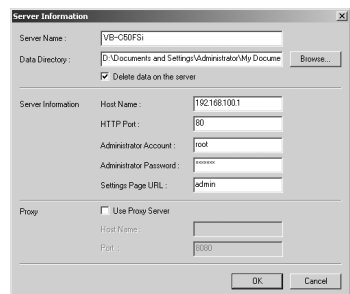 Server Information
Server Name : VB-C50FSi
Data Directory : D:\Documents and Settings\Administrator\My Docume Browse...
Delete data on the server
Server Information Host Name : 192.168.100.1
HTTP Port : 80
Administrator Account : root
Administrator Password : ******
Settings Page URL : admin
Proxy Use Proxy Server
Host Name :
Port : 8080
OK Cancel